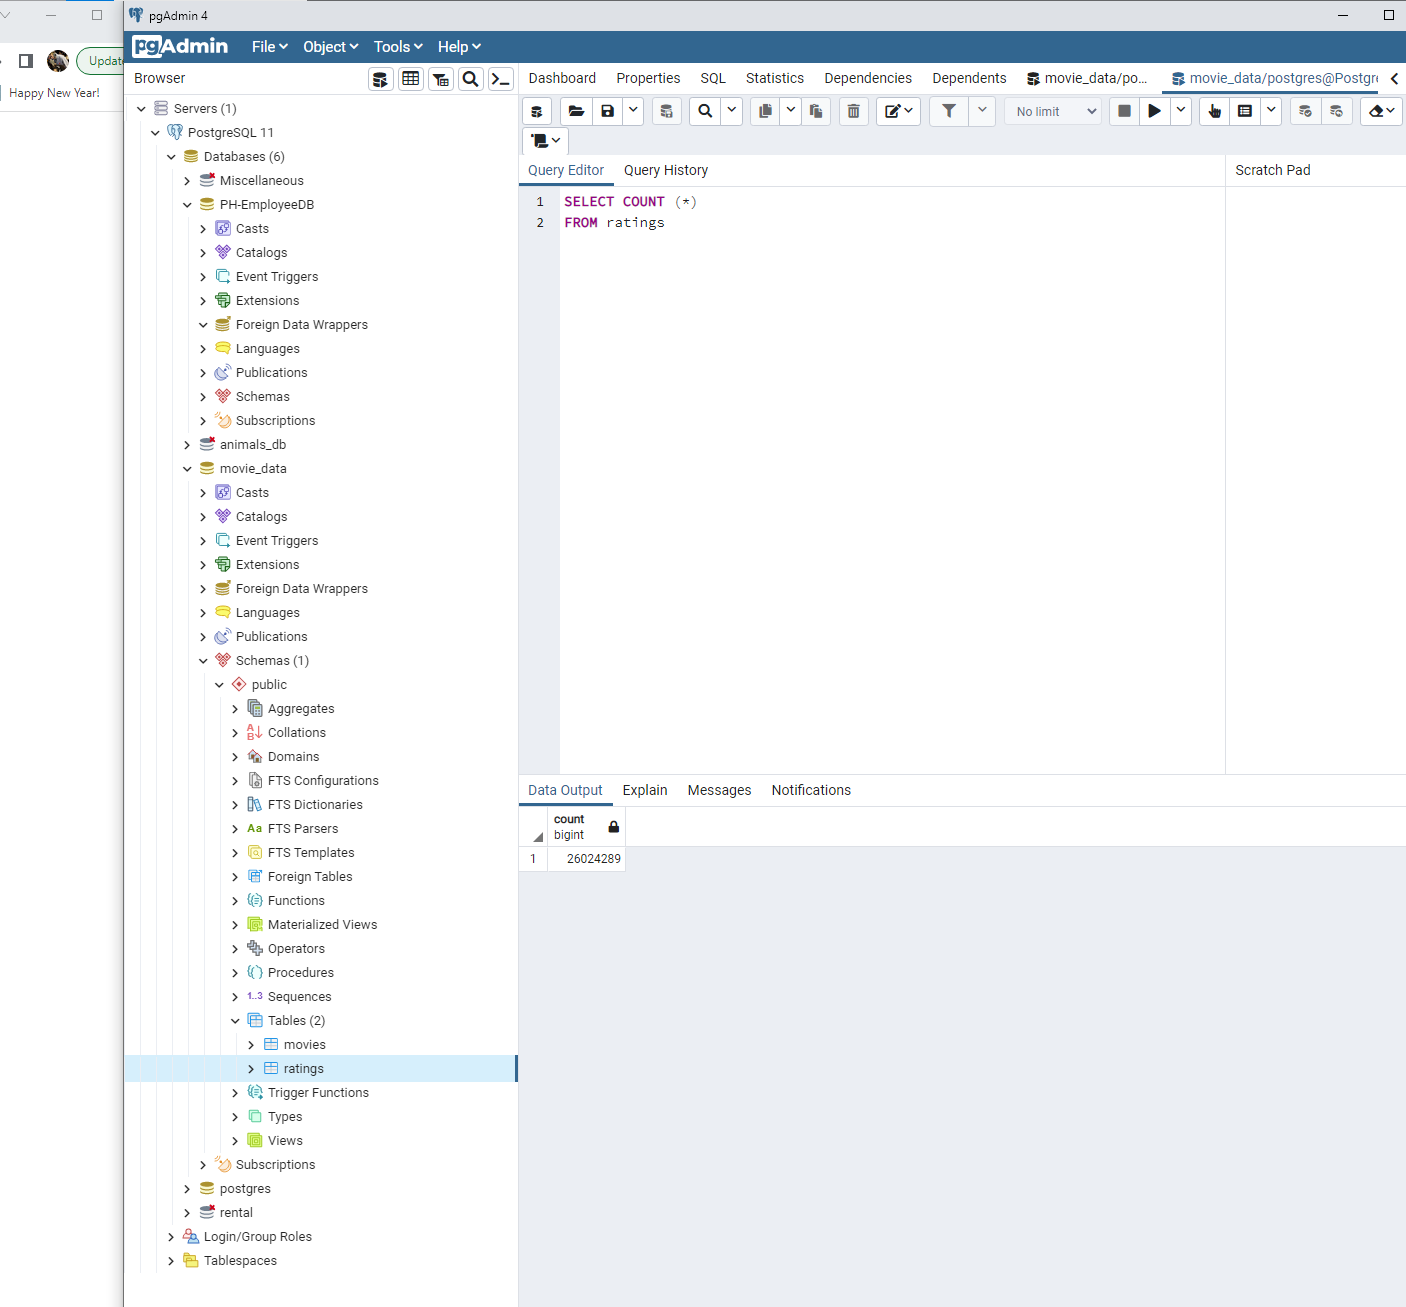 pgAdmin 4
Update
Happy New Year!
pgAdmin
File
Object
Tools
Help
Browser
Dashboard
Properties
SQL
Statistics
Dependencies
Dependents
movie_data/po...
movie_data/postgres@Postgre
No limit
Query Editor
Query History
Scratch Pad
1 SELECT COUNT (*)
2 FROM ratings
Servers (1)
PostgreSQL 11
Databases (6)
Miscellaneous
PH-EmployeeDB
Casts
Catalogs
Event Triggers
Extensions
Foreign Data Wrappers
Languages
Publications
Schemas
Subscriptions
animals_db
movie_data
Casts
Catalogs
Event Triggers
Extensions
Foreign Data Wrappers
Languages
Publications
Schemas (1)
public
Aggregates
Collations
Domains
FTS Configurations
FTS Dictionaries
Aa FTS Parsers
FTS Templates
Foreign Tables
Functions
Materialized Views
Operators
Procedures
1..3 Sequences
Tables (2)
movies
ratings
Trigger Functions
Types
Views
Subscriptions
postgres
rental
Login/Group Roles
Tablespaces
Data Output
Explain
Messages
Notifications
count
bigint
1 26024289